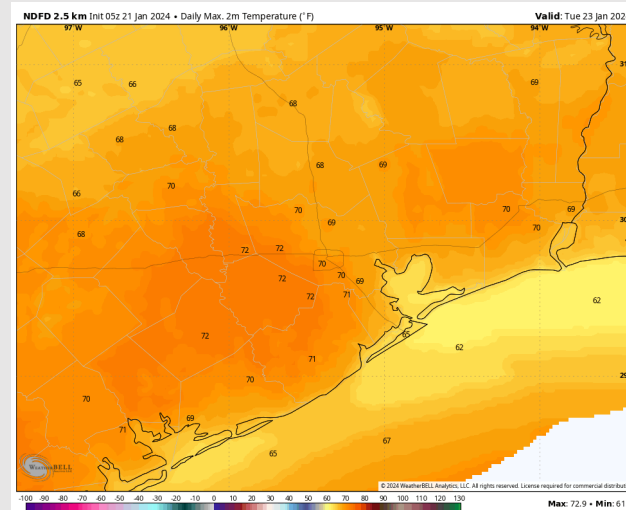 NDFD 2.5 km Init 05z 21 Jan 2024 • Daily Max. 2m Temperature (°F)
Valid: Tue 23 Jan 202
97°W 96°W 95°W 94°W
31
65 66 68 69
68 68
68 69
66 70
70 69 70 69
30
68 70
72 72
70
72 70 69
72 71
62
72 65
62
71
29
70
70
69
71
67
65
WEATHERBELL
© 2024 WeatherBELL Analytics, LLC. All rights reserved. License required for commercial distribut
-100 -90 -80 -70 -60 -50 -40 -30 -20 -10 0 10 20 30 40 50 60 70 80 90 100 110 120 130
Max: 72.9 • Min: 61